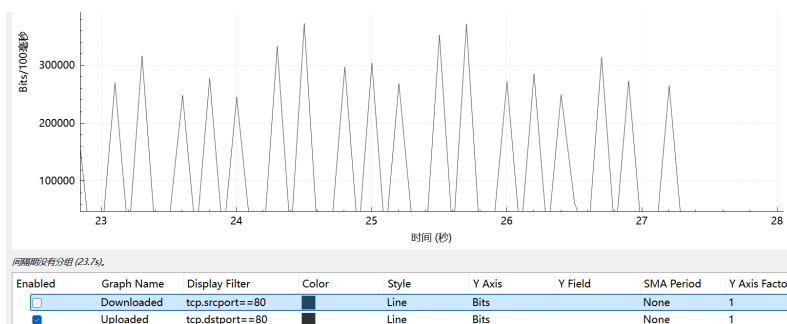 Bits/100毫秒
300000
200000
100000
23 24 25 26 27 28
时间 (秒)
间隔期没有分组 (23.7s)。
Enabled Graph Name Display Filter Color Style Y Axis Y Field SMA Period Y Axis Facto
Downloaded tcp.srcport==80 Line Bits None 1
Uploaded tcp.dstport==80 Line Bits None 1